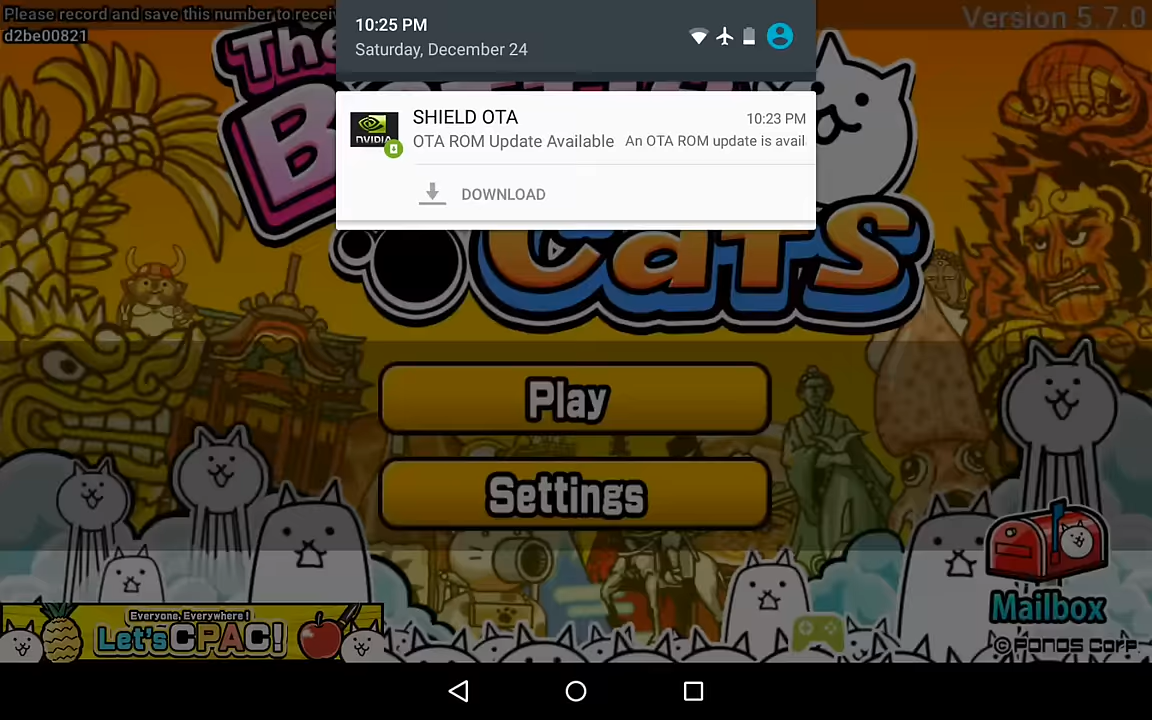 Please record and save this number to recei
d2be00821
Version 5.7.0
10:25 PM
Saturday, December 24
SHIELD OTA
10:23 PM
OTA ROM Update Available An OTA ROM update is avail
NVIDIA
DOWNLOAD
The
Cats
Play
Settings
Everyone, Everywhere!
Let's CPAC!
Mailbox
©PONOS Corp.